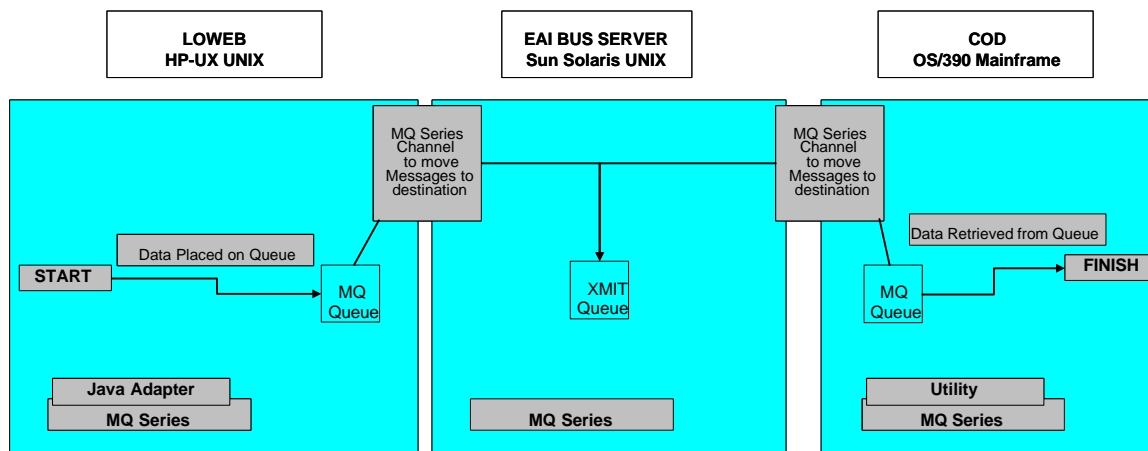 LOWEB
HP-UX UNIX
EAI BUS SERVER
Sun Solaris UNIX
COD
OS/390 Mainframe
MQ Series
Channel
to move
Messages to
destination
MQ Series
Channel
to move
Messages to
destination
Data Placed on Queue
Data Retrieved from Queue
START
MQ
Queue
XMIT
Queue
MQ
Queue
FINISH
Java Adapter
MQ Series
MQ Series
Utility
MQ Series